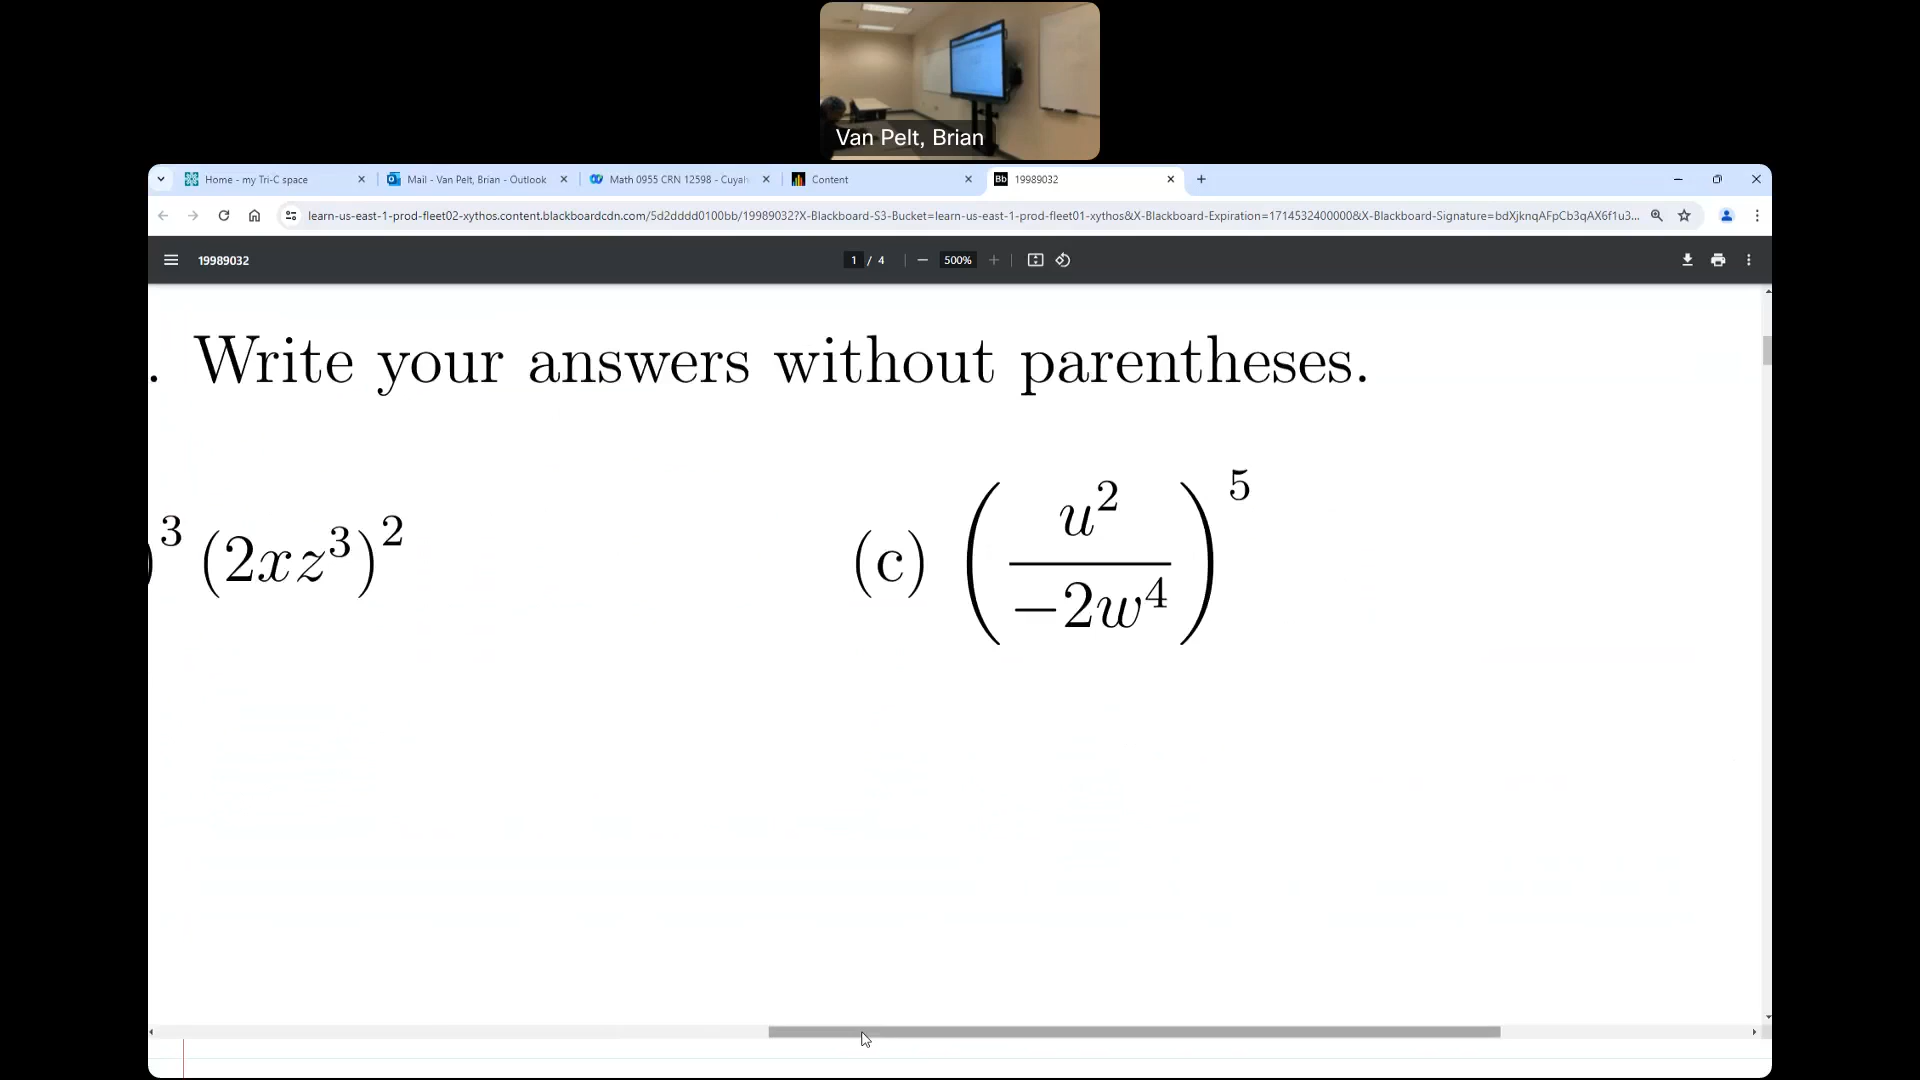 Van Pelt, Brian
Home - my Tri-C space
Mail - Van Pelt, Brian - Outlook
Math 0955 CRN 12598 - Cuyah
Content
Bb 19989032
learn-us-east-1-prod-fleet02-xythos.content.blackboardcdn.com/5d2dddd0100bb/19989032?X-Blackboard-S3-Bucket=learn-us-east-1-prod-fleet01-xythos&X-Blackboard-Expiration=1714532400000&X-Blackboard-Signature=bdXjknqAFpCb3qAX6f1u3...
19989032
1 / 4
500%
. Write your answers without parentheses.
)^3 (2xz^3)^2
(c) (u^2/-2w^4)^5